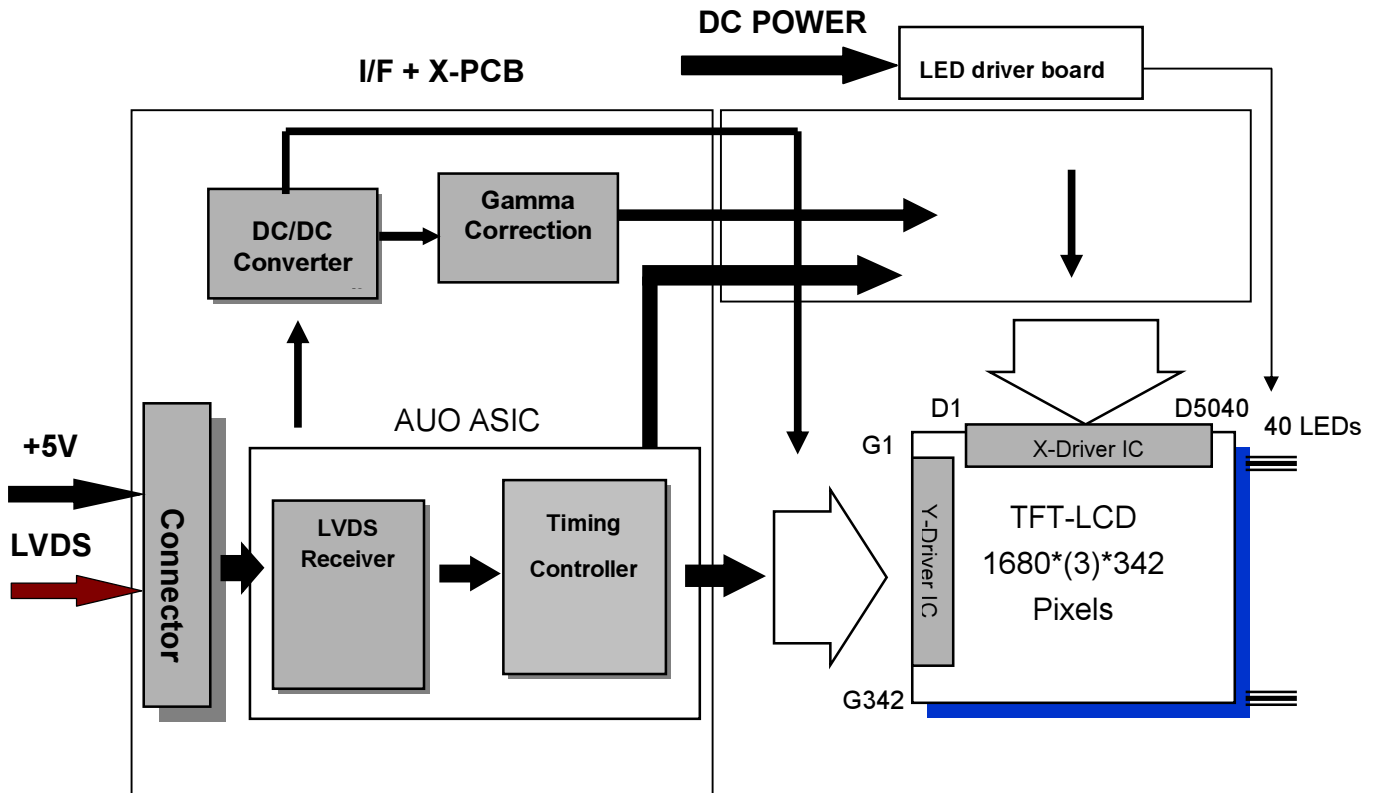 DC POWER
LED driver board
I/F + X-PCB
Gamma
Correction
DC/DC
Converter
AUO ASIC
+5V
LVDS
Connector
LVDS
Receiver
Timing
Controller
D1
D5040
40 LEDs
G1
X-Driver IC
Y-Driver IC
TFT-LCD
1680*(3)*342
Pixels
G342